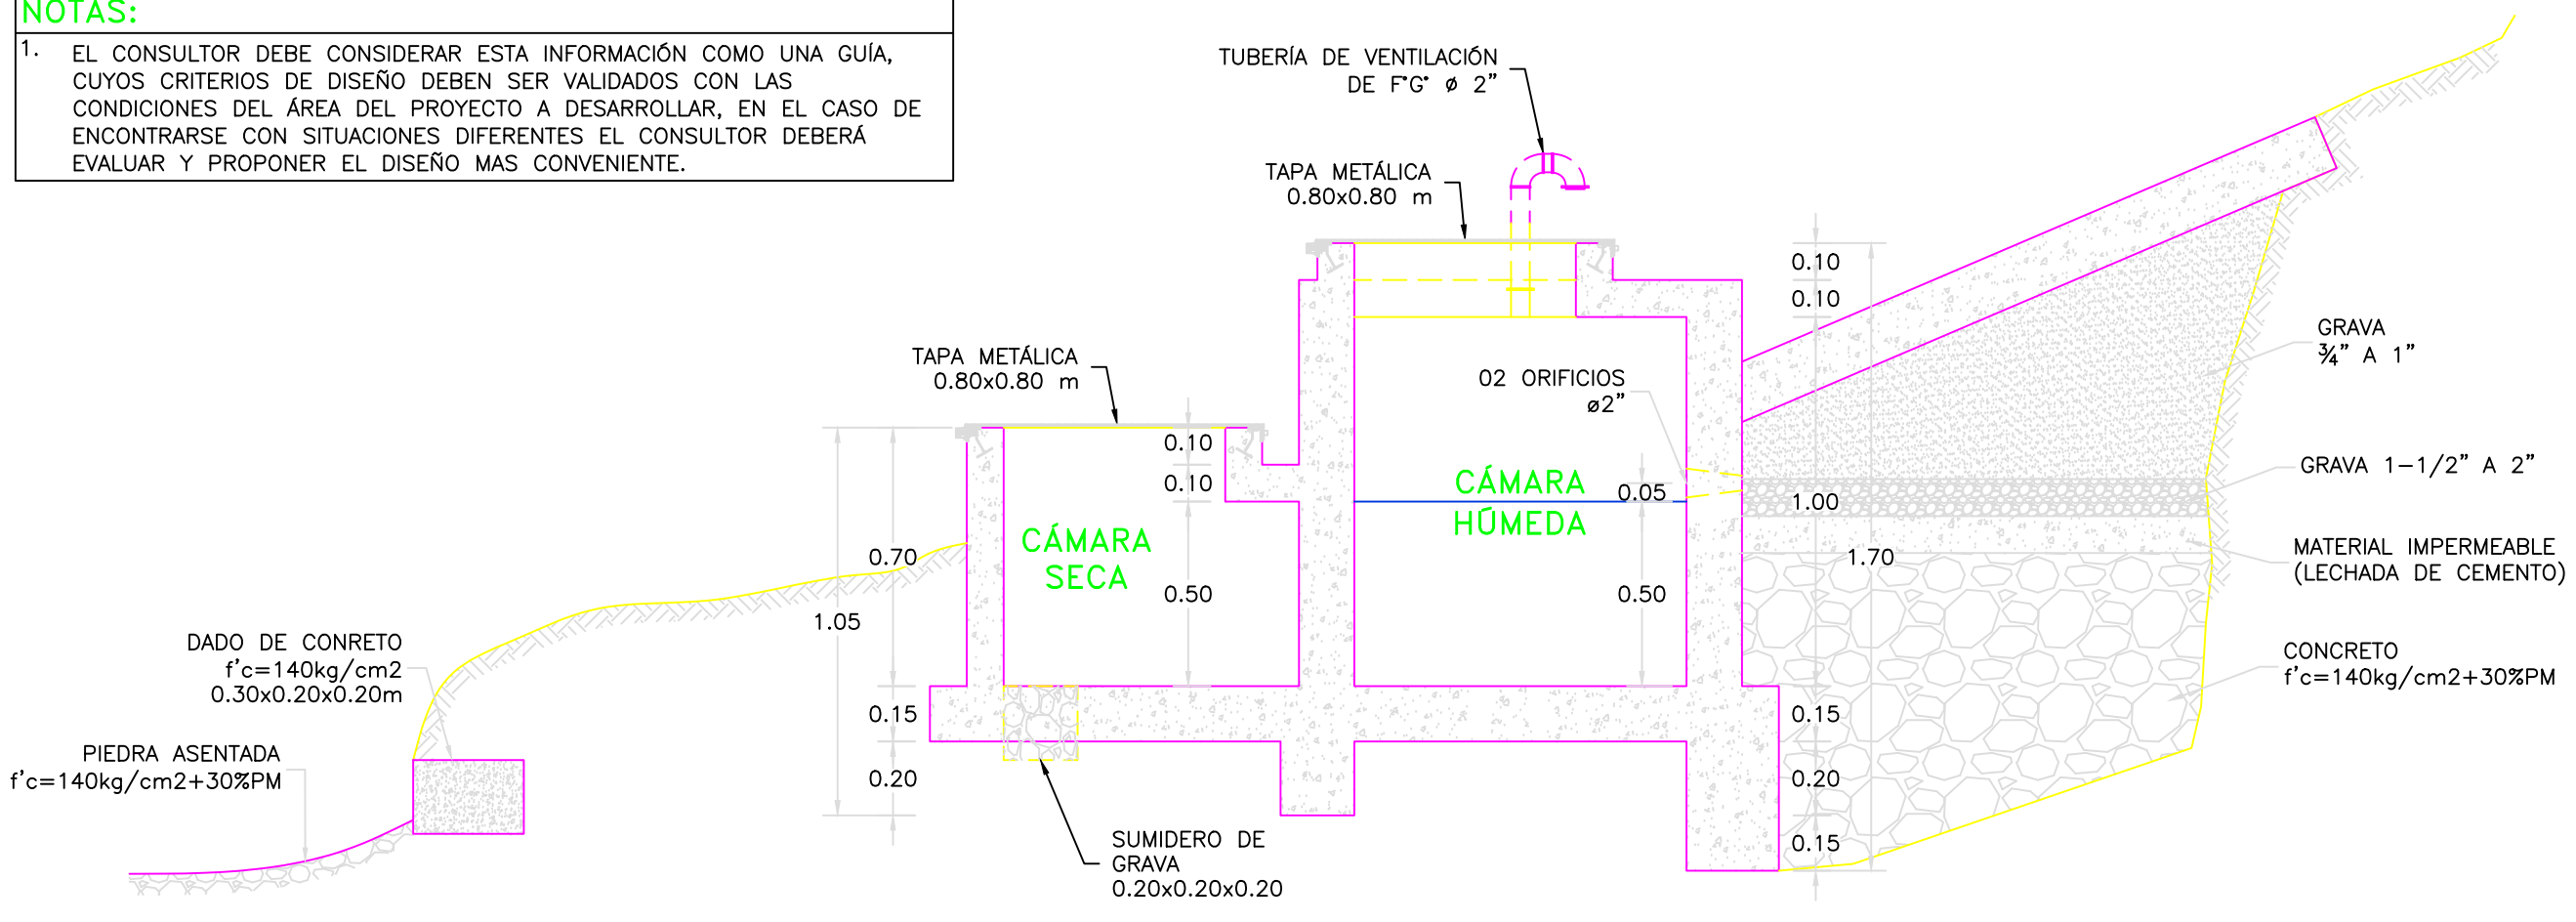 NOTAS:
1. EL CONSULTOR DEBE CONSIDERAR ESTA INFORMACIÓN COMO UNA GUÍA,
CUYOS CRITERIOS DE DISEÑO DEBEN SER VALIDADOS CON LAS
CONDICIONES DEL ÁREA DEL PROYECTO A DESARROLLAR, EN EL CASO DE
ENCONTRARSE CON SITUACIONES DIFERENTES EL CONSULTOR DEBERÁ
EVALUAR Y PROPONER EL DISEÑO MAS CONVENIENTE.
TUBERÍA DE VENTILACIÓN
DE F°G° ø 2"
TAPA METÁLICA
0.80x0.80 m
TAPA METÁLICA
0.80x0.80 m
02 ORIFICIOS
ø2"
CÁMARA
HÚMEDA
0.05
0.50
CÁMARA
SECA
0.10
0.10
0.50
0.70
1.05
0.15
0.20
0.10
0.10
1.00
1.70
0.15
0.20
0.15
GRAVA
¾" A 1"
GRAVA 1-1/2" A 2"
MATERIAL IMPERMEABLE
(LECHADA DE CEMENTO)
CONCRETO
f'c=140kg/cm2+30%PM
DADO DE CONRETO
f'c=140kg/cm2
0.30x0.20x0.20m
PIEDRA ASENTADA
f'c=140kg/cm2+30%PM
SUMIDERO DE
GRAVA
0.20x0.20x0.20